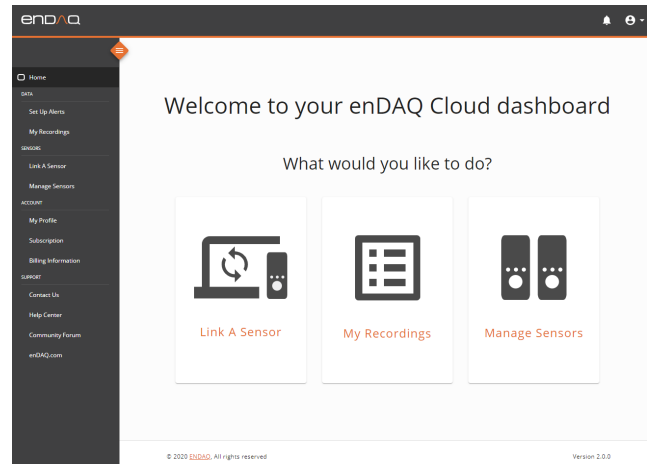 enDAQ
Home
DATA
Set Up Alerts
My Recordings
SENSORS
Link A Sensor
Manage Sensors
ACCOUNT
My Profile
Subscription
Billing Information
SUPPORT
Contact Us
Help Center
Community Forum
enDAQ.com
Welcome to your enDAQ Cloud dashboard
What would you like to do?
Link A Sensor
My Recordings
Manage Sensors
© 2020 ENDAQ. All rights reserved
Version 2.0.0